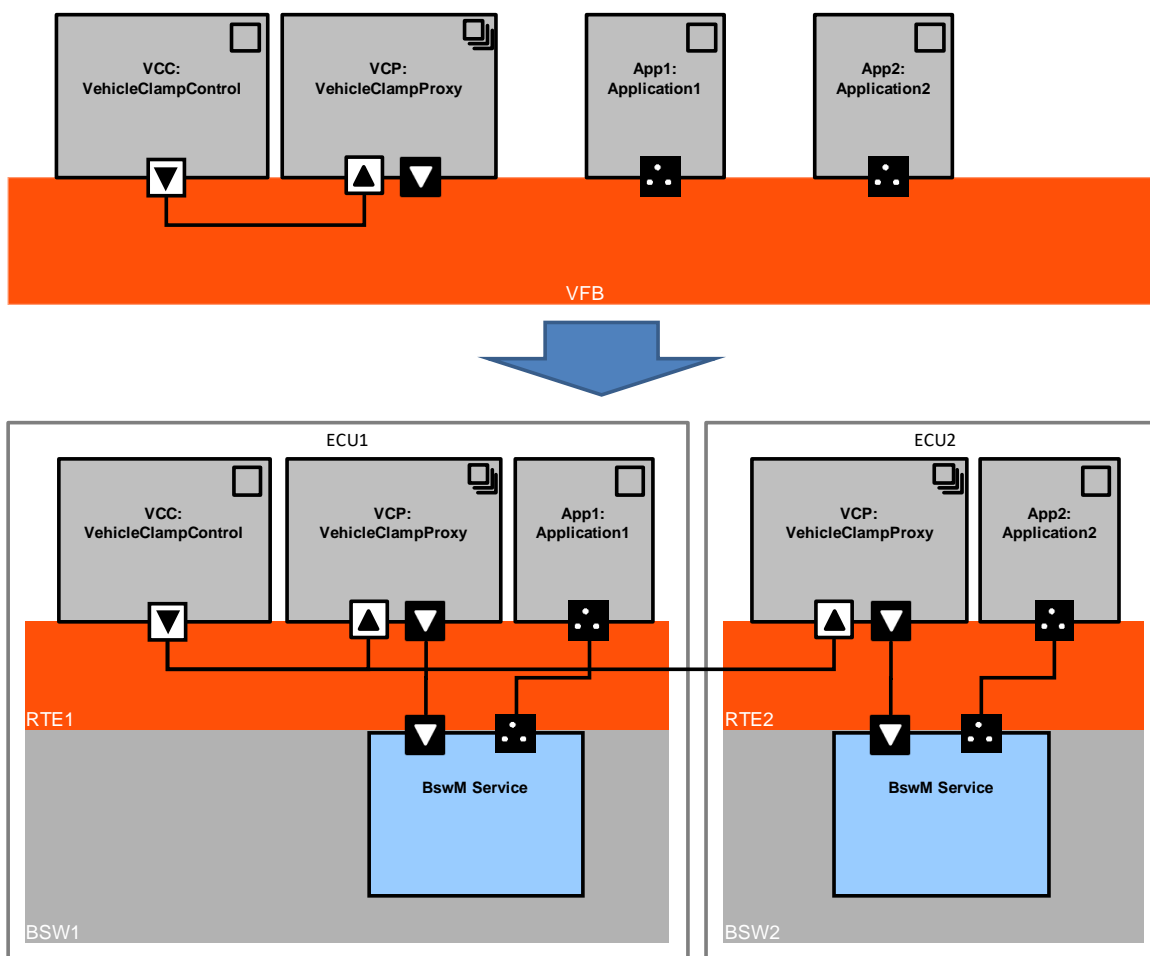 VCC:
VehicleClampControl
VCP:
VehicleClampProxy
App1:
Application1
App2:
Application2
VFB
ECU1
VCC:
VehicleClampControl
VCP:
VehicleClampProxy
App1:
Application1
RTE1
BswM Service
BSW1
ECU2
VCP:
VehicleClampProxy
App2:
Application2
RTE2
BswM Service
BSW2